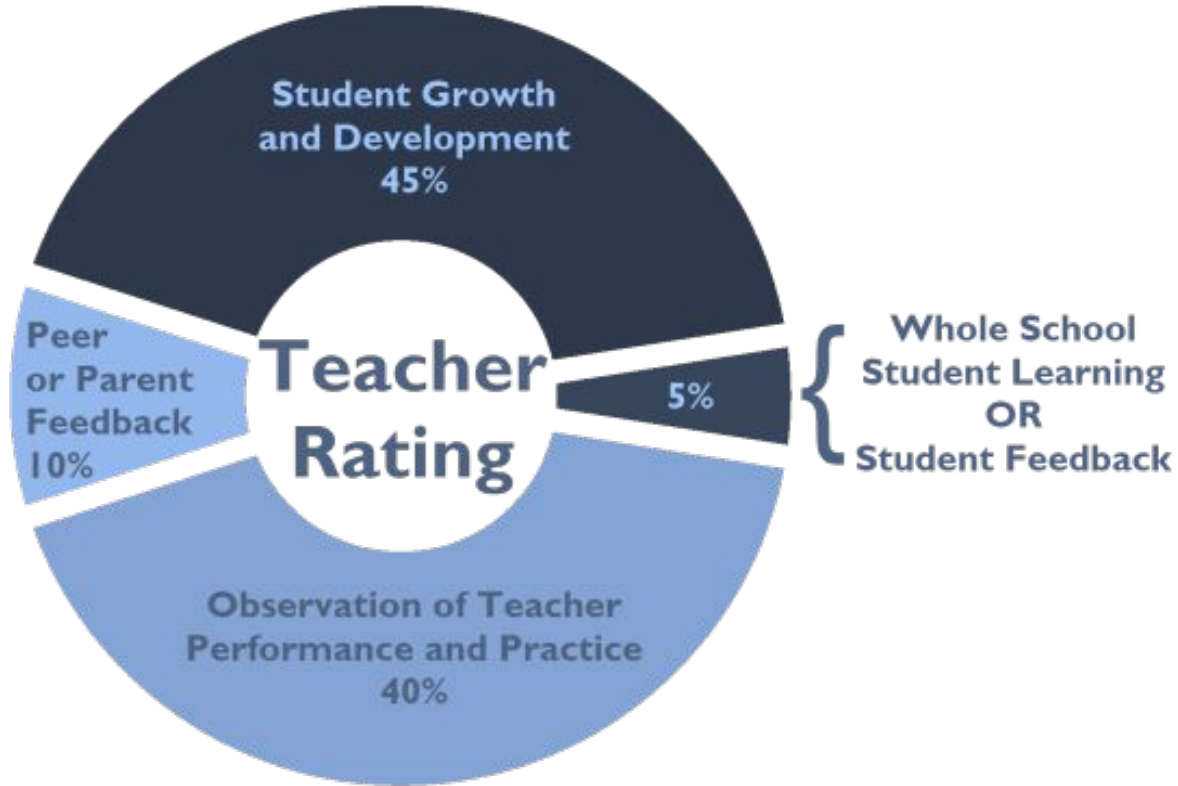 Student Growth
and Development
45%
Peer
or Parent
Feedback
10%
Teacher
Rating
5%
Whole School
Student Learning
OR
Student Feedback
Observation of Teacher
Performance and Practice
40%